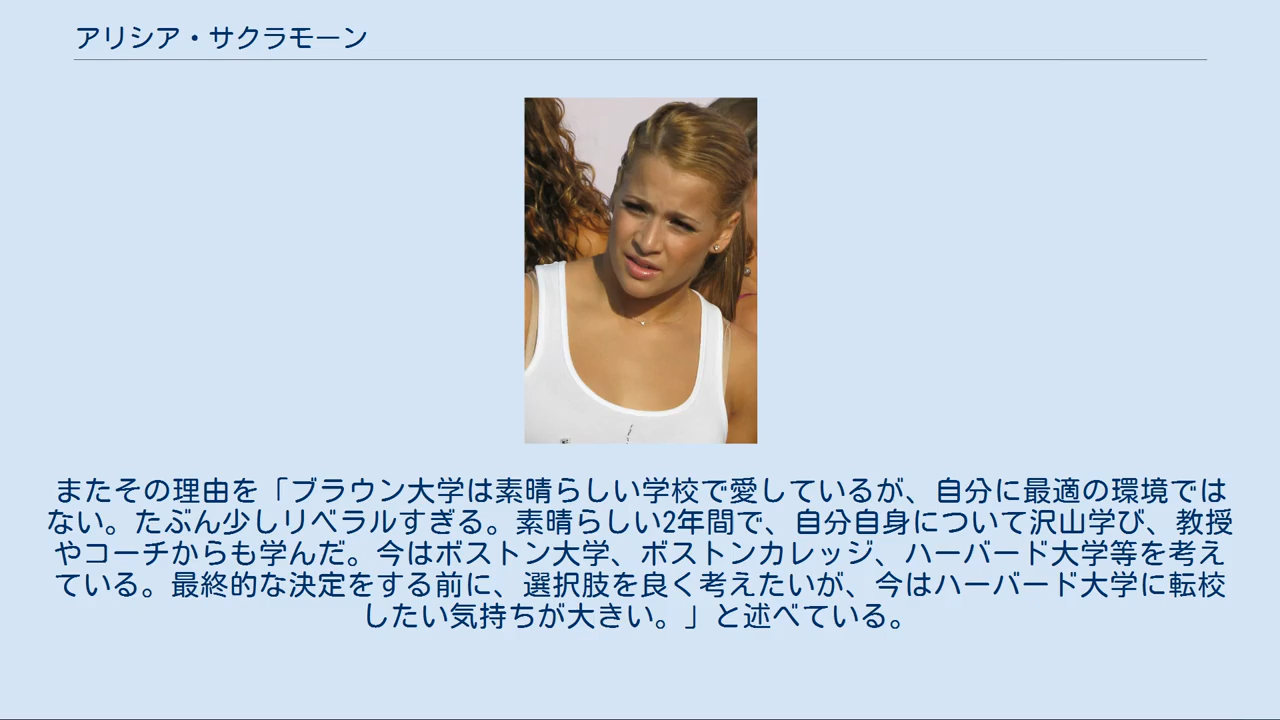 アリシア・サクラモーン
またその理由を「ブラウン大学は素晴らしい学校で愛しているが、自分に最適の環境では
ない。たぶん少しリベラルすぎる。素晴らしい2年間で、自分自身について沢山学び、教授
やコーチからも学んだ。今はボストン大学、ボストンカレッジ、ハーバード大学等を考え
ている。最終的な決定をする前に、選択肢を良く考えたいが、今はハーバード大学に転校
したい気持ちが大きい。」と述べている。